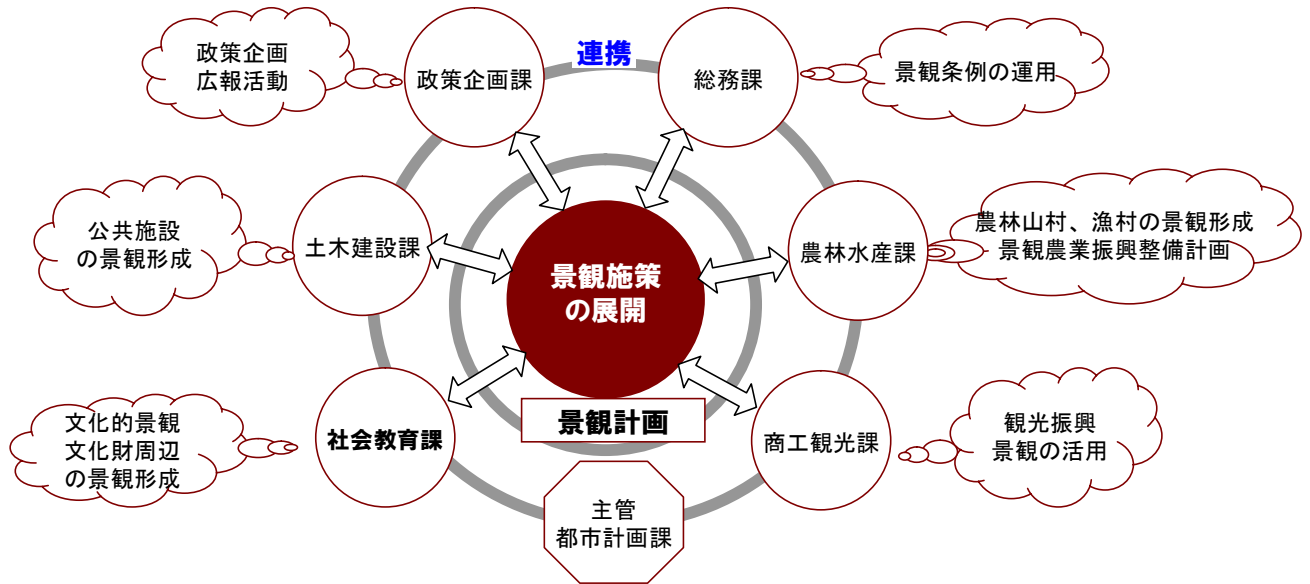 連携
政策企画
広報活動
政策企画課
総務課
景観条例の運用
公共施設
の景観形成
土木建設課
農林水産課
農林山村、漁村の景観形成
景観農業振興整備計画
景観施策
の展開
景観計画
文化的景観
文化財周辺
の景観形成
社会教育課
商工観光課
観光振興
景観の活用
主管
都市計画課